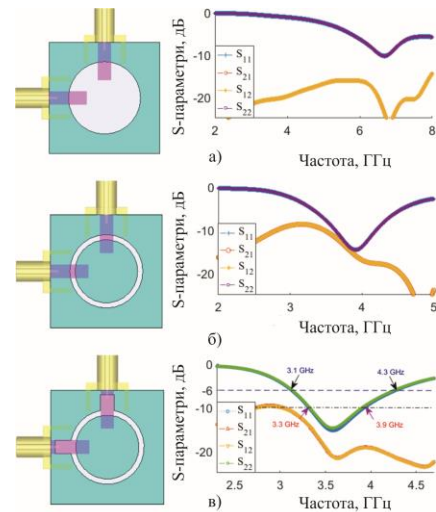 S-параметри, дБ
0
-10
-20
S11
S21
S12
S22
2 4 6 8
а) Частота, ГГц
S-параметри, дБ
0
-10
-20
S11
S21
S12
S22
2 3 4 5
б) Частота, ГГц
S-параметри, дБ
0
-6
-10
-20
3.1 GHz
4.3 GHz
3.3 GHz
3.9 GHz
S11
S21
S12
S22
2.5 3 3.5 4 4.5
в) Частота, ГГц